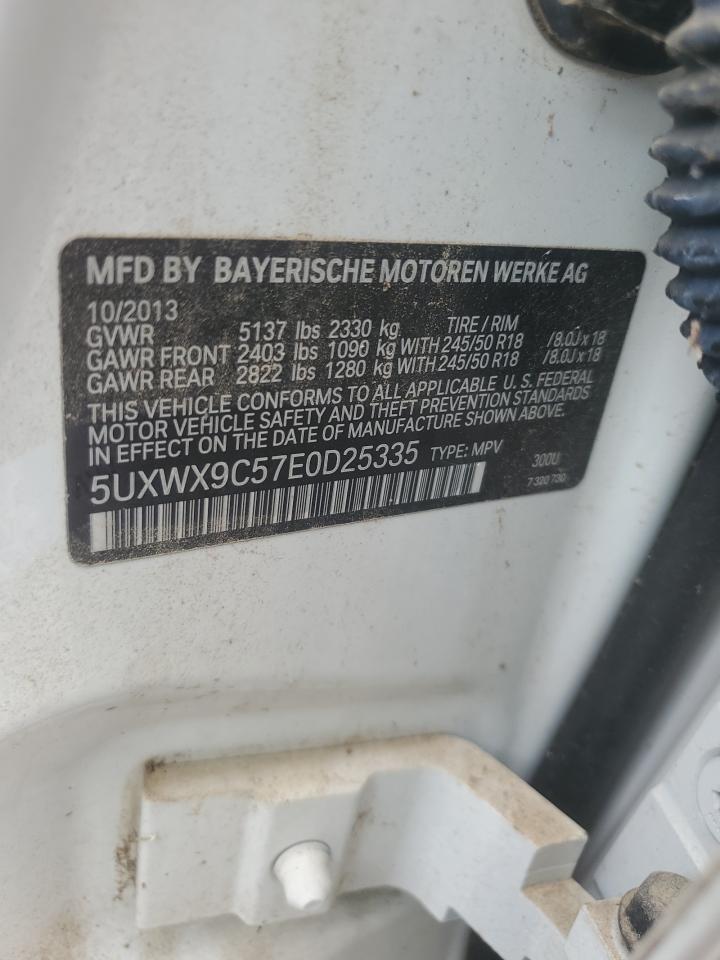 MFD BY BAYERISCHE MOTOREN WERKE AG
10/2013 TIRE / RIM
GVWR 5137 lbs 2330 kg
GAWR FRONT 2403 lbs 1090 kg WITH 245/50 R18 /8.0J x 18
GAWR REAR 2822 lbs 1280 kg WITH 245/50 R18 /8.0J x 18
THIS VEHICLE CONFORMS TO ALL APPLICABLE U. S. FEDERAL
MOTOR VEHICLE SAFETY AND THEFT PREVENTION STANDARDS
IN EFFECT ON THE DATE OF MANUFACTURE SHOWN ABOVE.
5UXWX9C57E0D25335 TYPE: MPV 300U
7 320 730